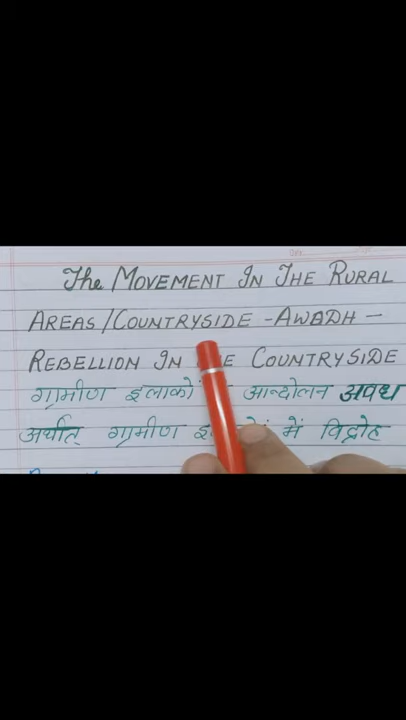 The MOVEMENT IN THE RURAL
AREAS/COUNTRYSIDE -AWADH -
REBELLION IN COUNTRYSIDE
ग्रामीण इलाकों आन्दोलन अवध
अर्थात् ग्रामीण में विद्रोह